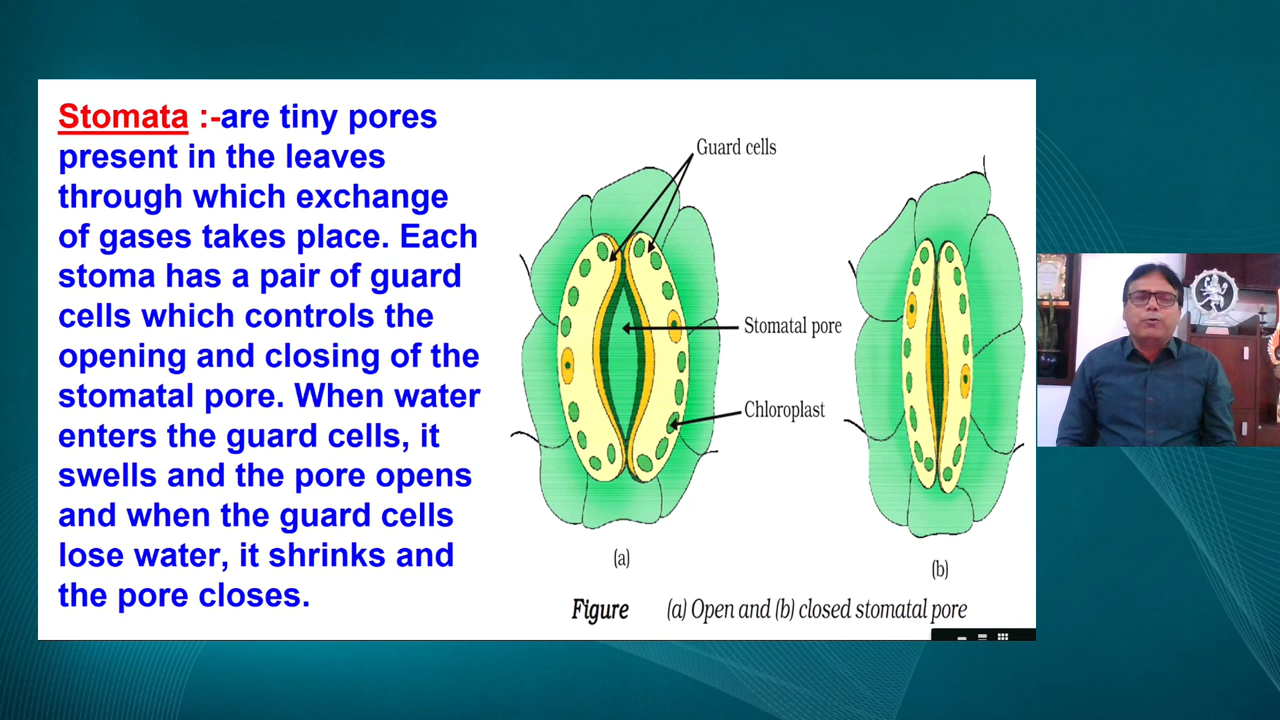 Stomata :-are tiny pores
present in the leaves
through which exchange
of gases takes place. Each
stoma has a pair of guard
cells which controls the
opening and closing of the
stomatal pore. When water
enters the guard cells, it
swells and the pore opens
and when the guard cells
lose water, it shrinks and
the pore closes.
Guard cells
Stomatal pore
Chloroplast
(a)
(b)
Figure (a) Open and (b) closed stomatal pore